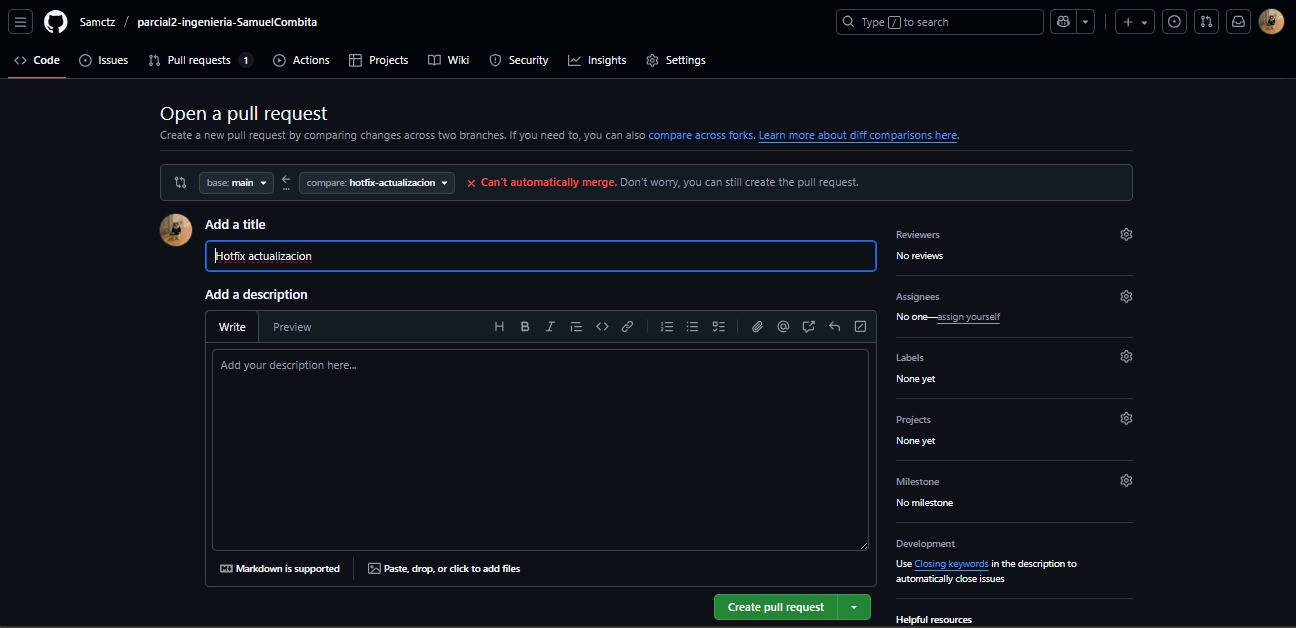 Samctz / parcial2-ingenieria-SamuelCombita
Type / to search
Code Issues Pull requests 1 Actions Projects Wiki Security Insights Settings
Open a pull request
Create a new pull request by comparing changes across two branches. If you need to, you can also compare across forks. Learn more about diff comparisons here.
base: main compare: hotfix-actualizacion Can't automatically merge. Don't worry, you can still create the pull request.
Add a title
Hotfix actualizacion
Add a description
Write Preview
Add your description here...
Markdown is supported Paste, drop, or click to add files
Create pull request
Reviewers
No reviews
Assignees
No one—assign yourself
Labels
None yet
Projects
None yet
Milestone
No milestone
Development
Use Closing keywords in the description to
automatically close issues
Helpful resources